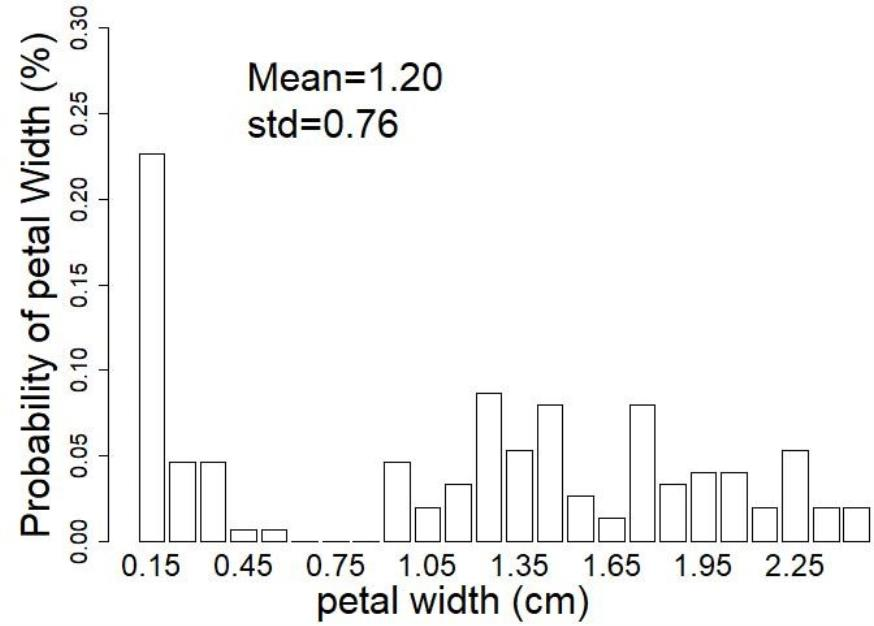 Probability of petal Width (%)
0.30
0.25
0.20
0.15
0.10
0.05
0.00
Mean=1.20
std=0.76
0.15 0.45 0.75 1.05 1.35 1.65 1.95 2.25
petal width (cm)